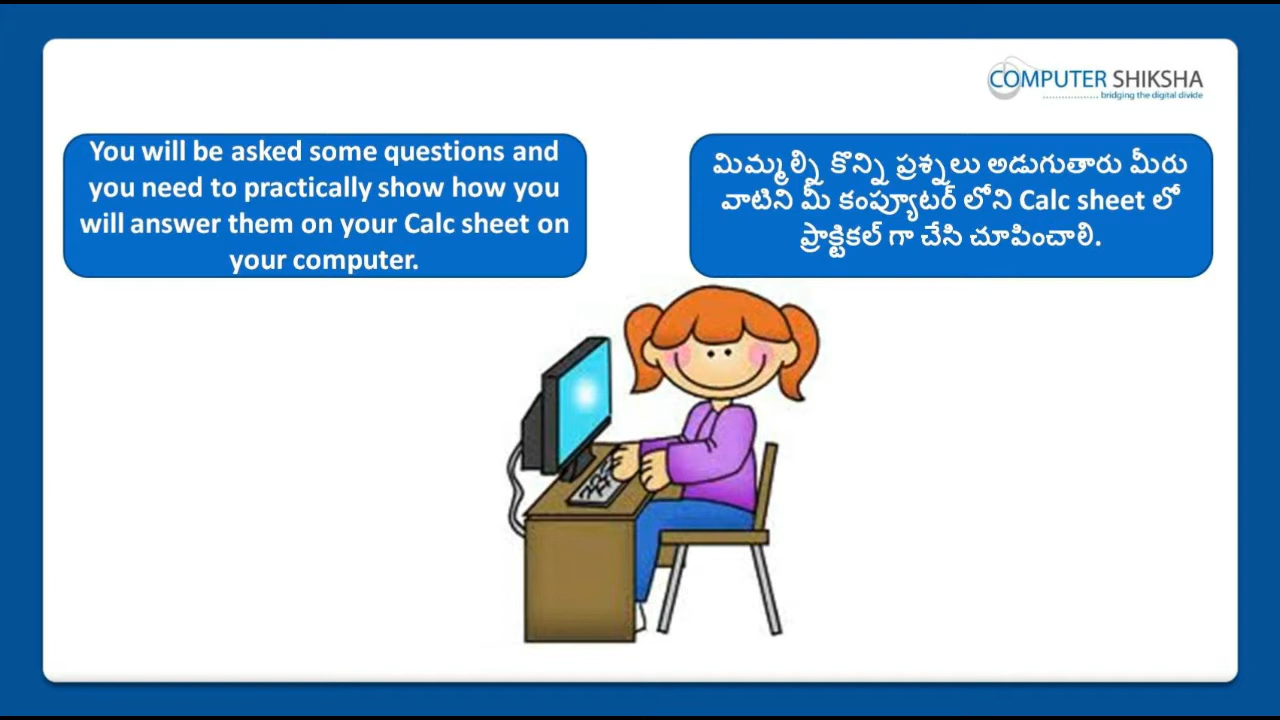 COMPUTER SHIKSHA
bridging the digital divide
You will be asked some questions and
you need to practically show how you
will answer them on your Calc sheet on
your computer.
మిమ్మల్ని కొన్ని ప్రశ్నలు అడుగుతారు మీరు
వాటిని మీ కంప్యూటర్ లోని Calc sheet లో
ప్రాక్టికల్ గా చేసి చూపించాలి.